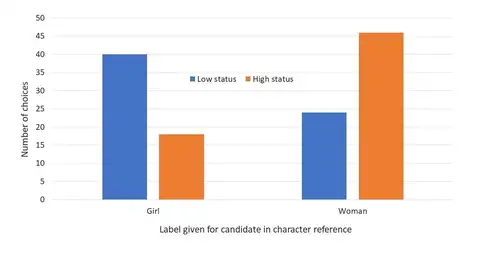 50
45
40
35
30
25
20
15
10
5
0
Number of choices
Low status
High status
Girl
Woman
Label given for candidate in character reference